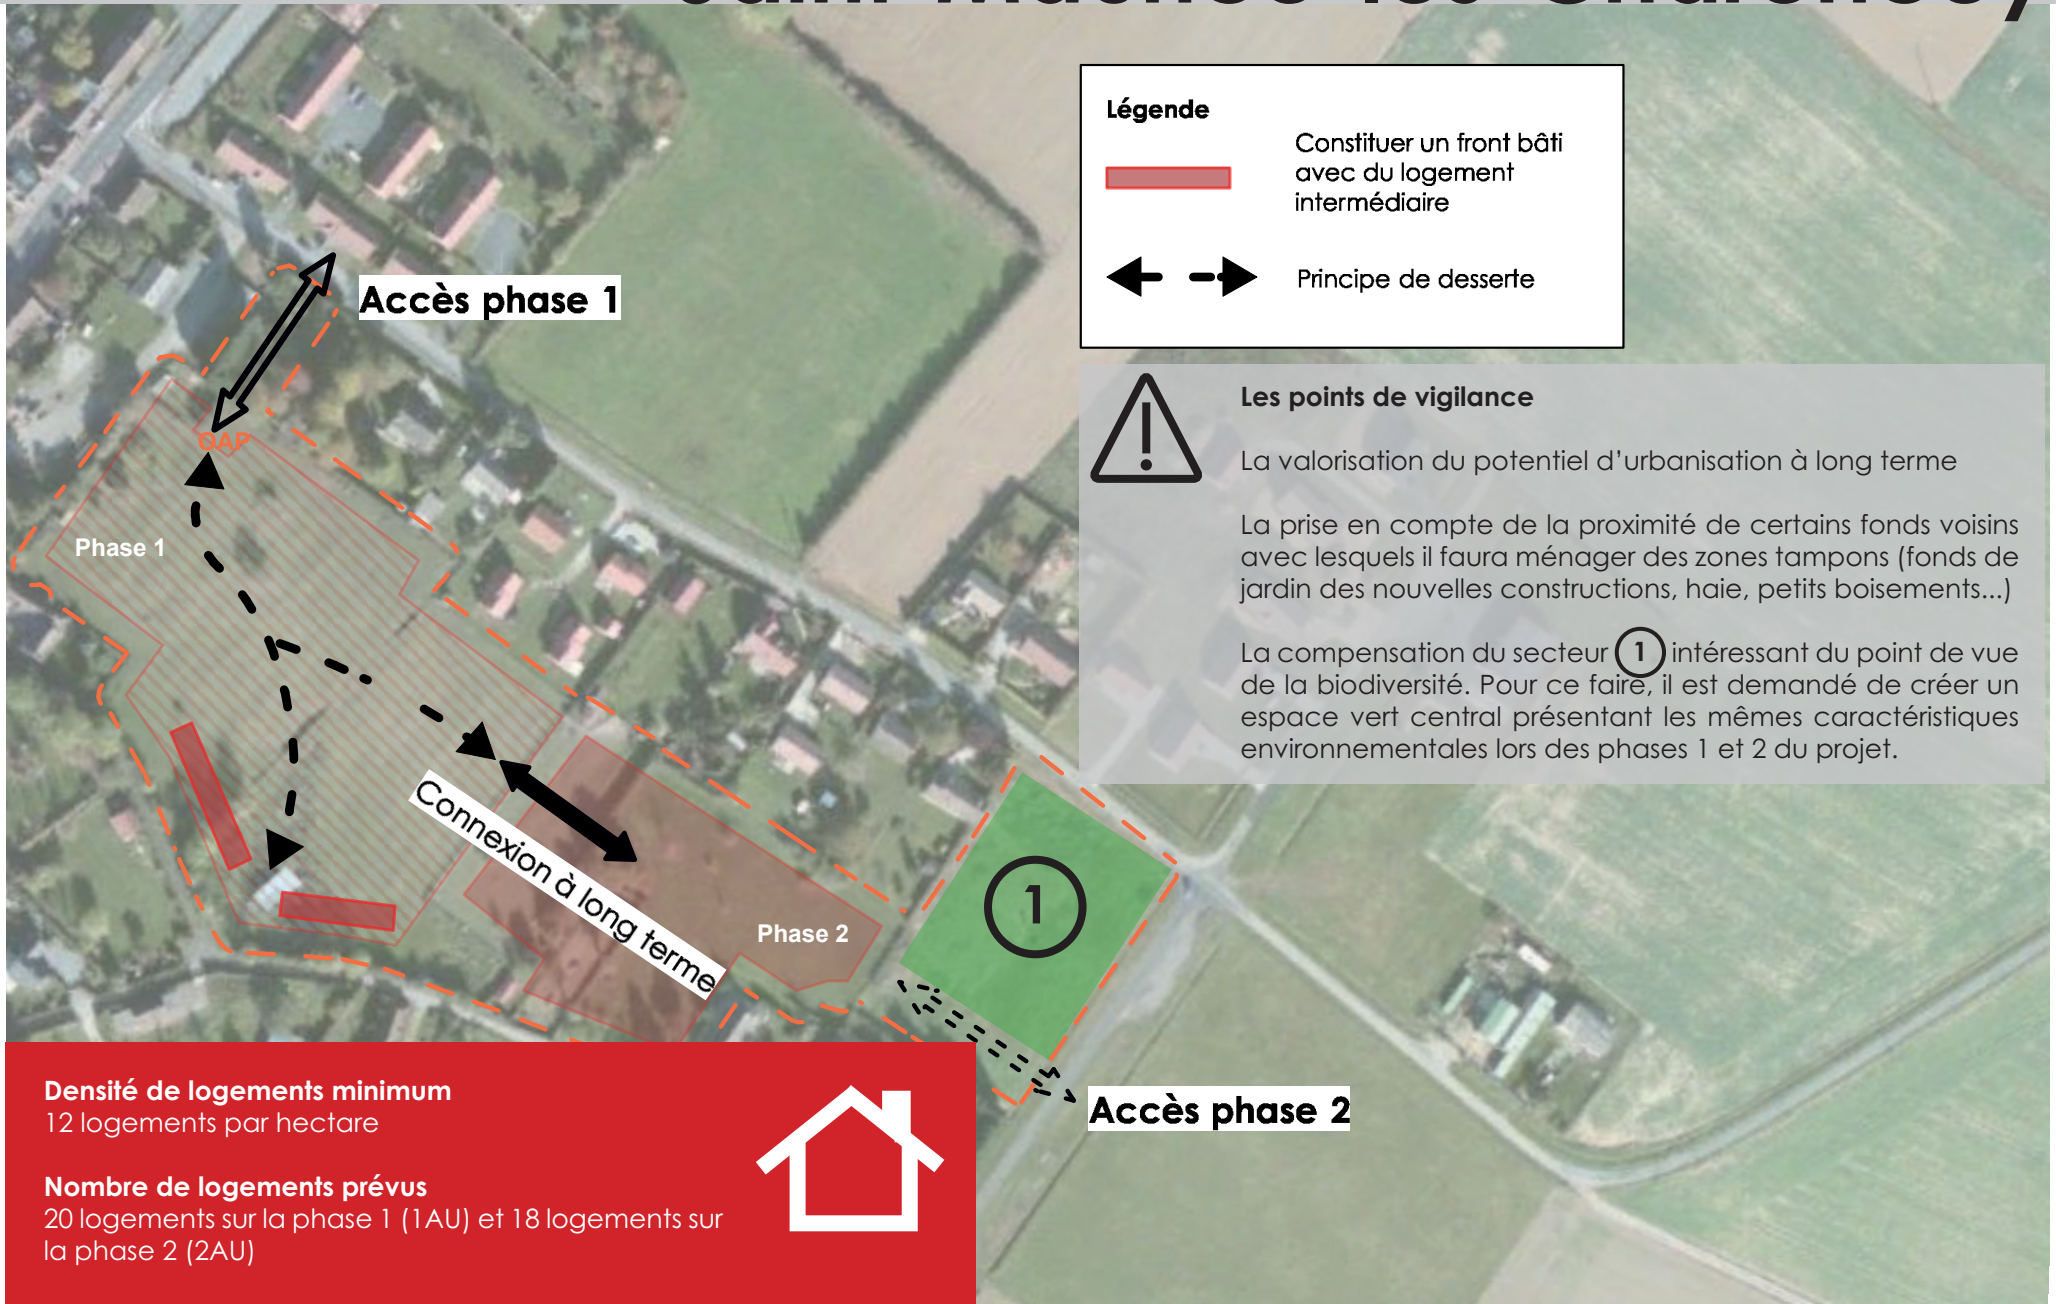 Légende
Constituer un front bâti
avec du logement
intermédiaire
Principe de desserte
Accès phase 1
OAP
Phase 1
Les points de vigilance
La valorisation du potentiel d'urbanisation à long terme
La prise en compte de la proximité de certains fonds voisins
avec lesquels il faura ménager des zones tampons (fonds de
jardin des nouvelles constructions, haie, petits boisements...)
La compensation du secteur 1 intéressant du point de vue
de la biodiversité. Pour ce faire, il est demandé de créer un
espace vert central présentant les mêmes caractéristiques
environnementales lors des phases 1 et 2 du projet.
Connexion à long terme
Phase 2
1
Accès phase 2
Densité de logements minimum
12 logements par hectare
Nombre de logements prévus
20 logements sur la phase 1 (1AU) et 18 logements sur
la phase 2 (2AU)